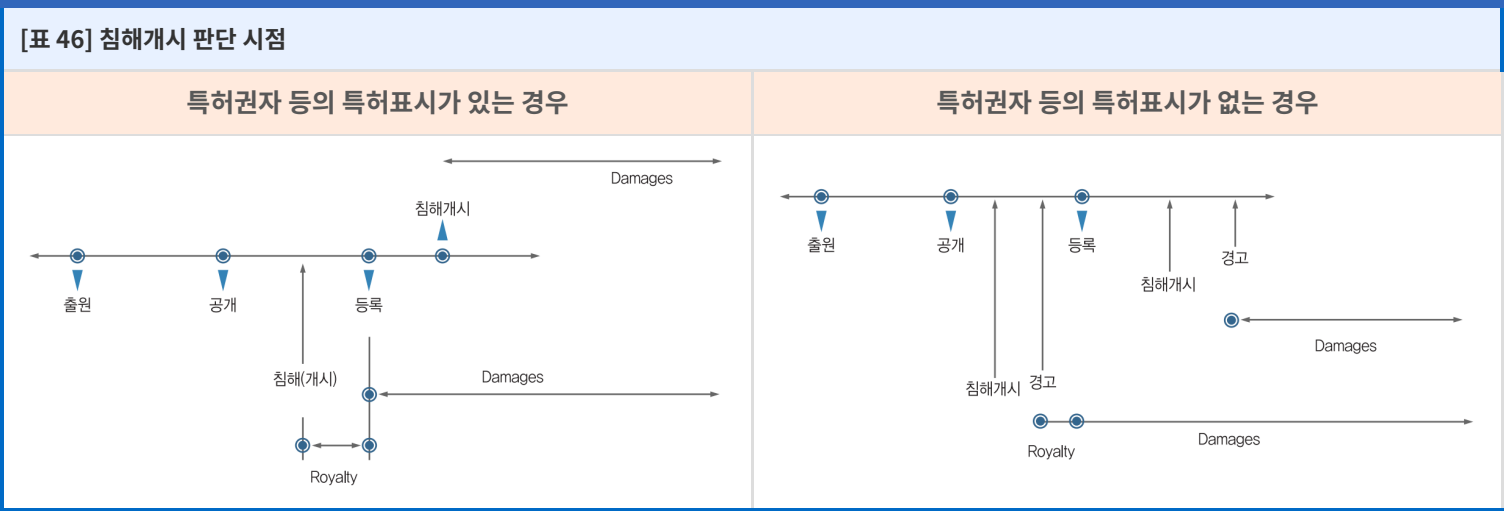 [표 46] 침해개시 판단 시점
특허권자 등의 특허표시가 있는 경우
Damages
침해개시
출원
공개
등록
침해(개시)
Damages
Royalty
특허권자 등의 특허표시가 없는 경우
출원
공개
등록
경고
침해개시
Damages
침해개시
경고
Damages
Royalty